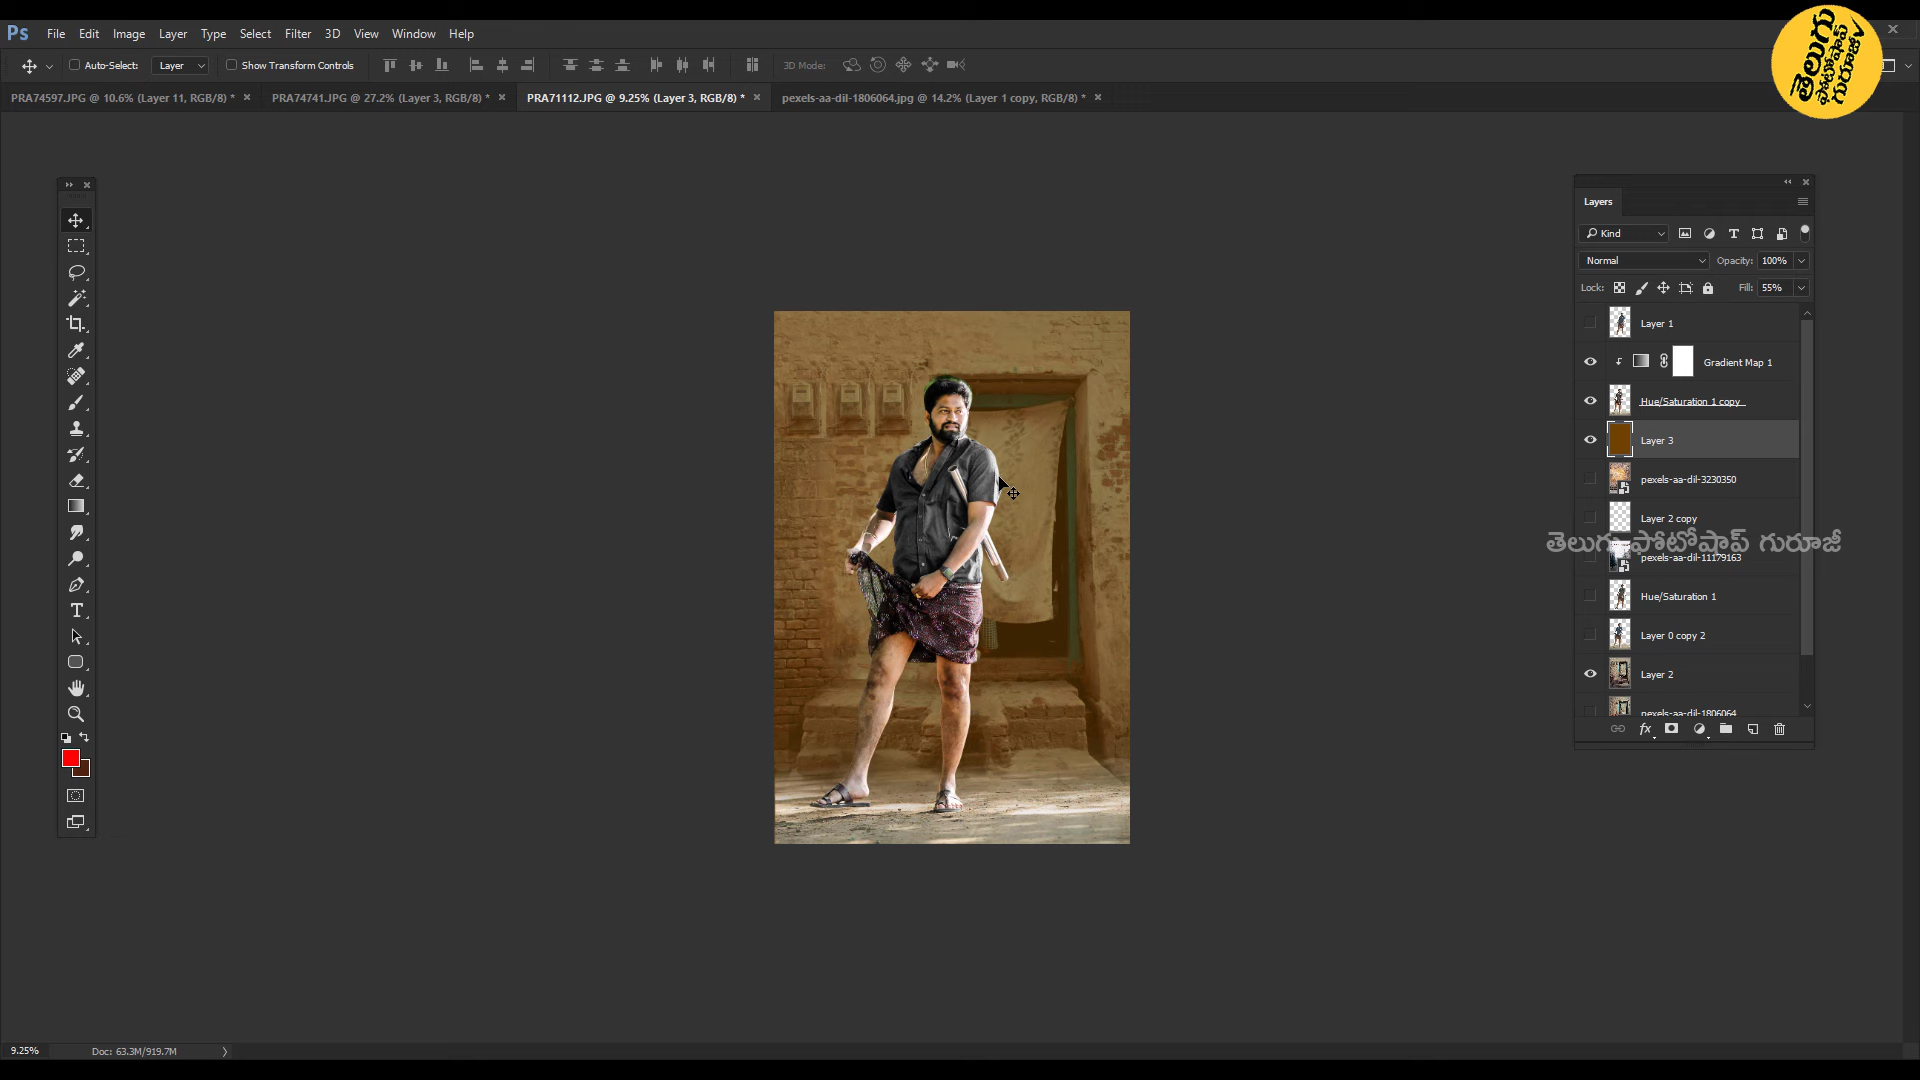 తెలుగు ఫోటోషాప్ గురూజీ
Ps File Edit Image Layer Type Select Filter 3D View Window Help
Auto-Select: Layer Show Transform Controls 3D Mode:
PRA74597.JPG @ 10.6% (Layer 11, RGB/8) * PRA74741.JPG @ 27.2% (Layer 3, RGB/8) * PRA71112.JPG @ 9.25% (Layer 3, RGB/8) * pexels-aa-dil-1806064.jpg @ 14.2% (Layer 1 copy, RGB/8) *
Layers
Kind
Normal Opacity: 100%
Lock: Fill: 55%
Layer 1
Gradient Map 1
Hue/Saturation 1 copy
Layer 3
pexels-aa-dil-3230350
Layer 2 copy
తెలుగు ఫోటోషాప్ గురూజీ
pexels-aa-dil-11179163
Hue/Saturation 1
Layer 0 copy 2
Layer 2
pexels-aa-dil-1806064
fx
9.25% Doc: 63.3M/919.7M